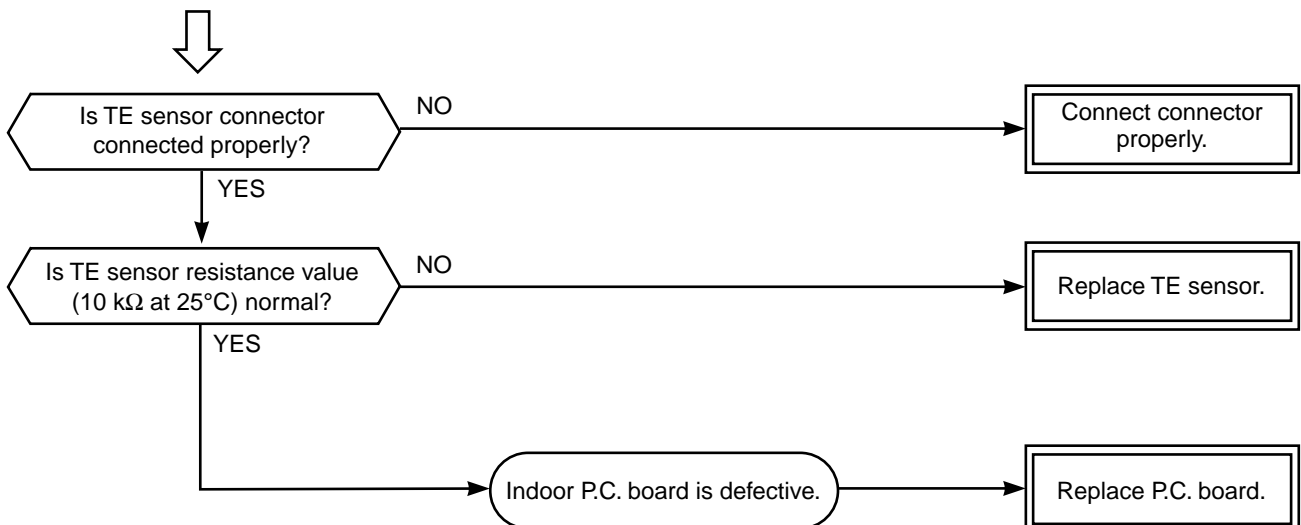 Is TE sensor connector
connected properly?
NO
Connect connector
properly.
YES
Is TE sensor resistance value
(10 kΩ at 25°C) normal?
NO
Replace TE sensor.
YES
Indoor P.C. board is defective.
Replace P.C. board.